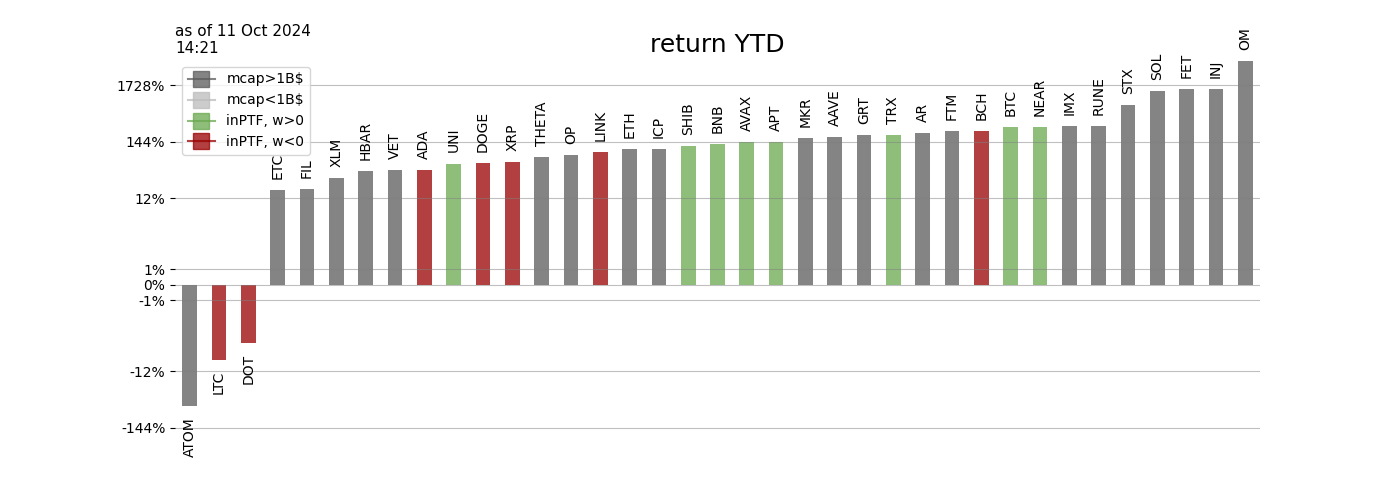 as of 11 Oct 2024
14:21
return YTD
mcap>1B$
mcap<1B$
inPTF, w>0
inPTF, w<0
1728%
144%
12%
1%
0%
-1%
-12%
-144%
ATOM
LTC
DOT
ETC
FIL
XLM
HBAR
VET
ADA
UNI
DOGE
XRP
THETA
OP
LINK
ETH
ICP
SHIB
BNB
AVAX
APT
MKR
AAVE
GRT
TRX
AR
FTM
BCH
BTC
NEAR
IMX
RUNE
STX
SOL
FET
INJ
OM